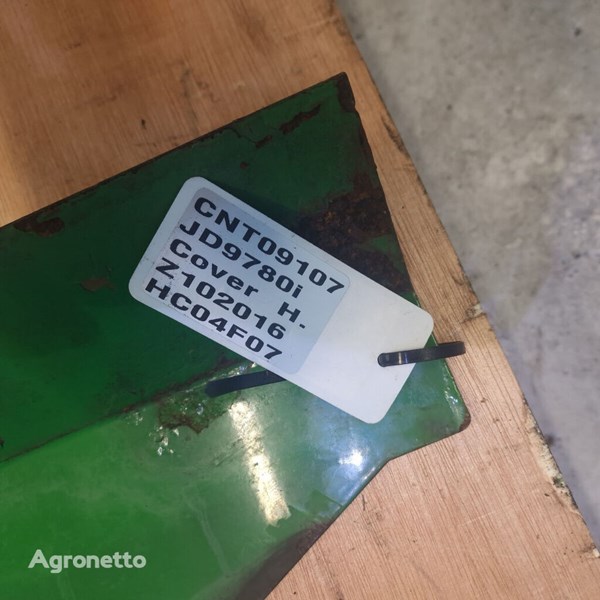 CNT09107
JD9780i
Cover H.
Z102016
HC04F07
Agronetto